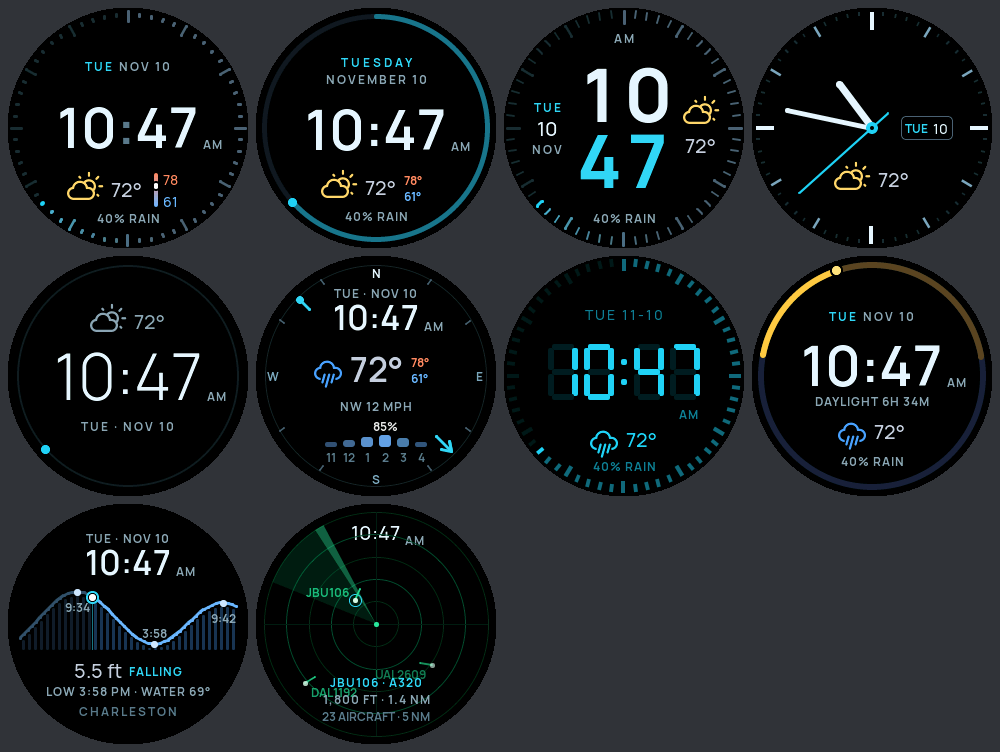 TUE NOV 10
10:47 AM
72°
78
61
40% RAIN
TUESDAY
NOVEMBER 10
10:47 AM
72°
78°
61°
40% RAIN
AM
TUE
10
NOV
10
47
72°
40% RAIN
TUE 10
72°
72°
10:47 AM
TUE · NOV 10
N
TUE · NOV 10
10:47 AM
W
72°
78°
61°
E
NW 12 MPH
85%
11 12 1 2 3 4
S
TUE 11-10
10:47
AM
72°
40% RAIN
TUE NOV 10
10:47 AM
DAYLIGHT 6H 34M
72°
40% RAIN
TUE · NOV 10
10:47 AM
9:34
3:58
9:42
5.5 ft FALLING
LOW 3:58 PM · WATER 69°
CHARLESTON
10:47 AM
JBU106
UAL2609
JBU106 · A320
DAL1192
1,800 FT · 1.4 NM
23 AIRCRAFT · 5 NM